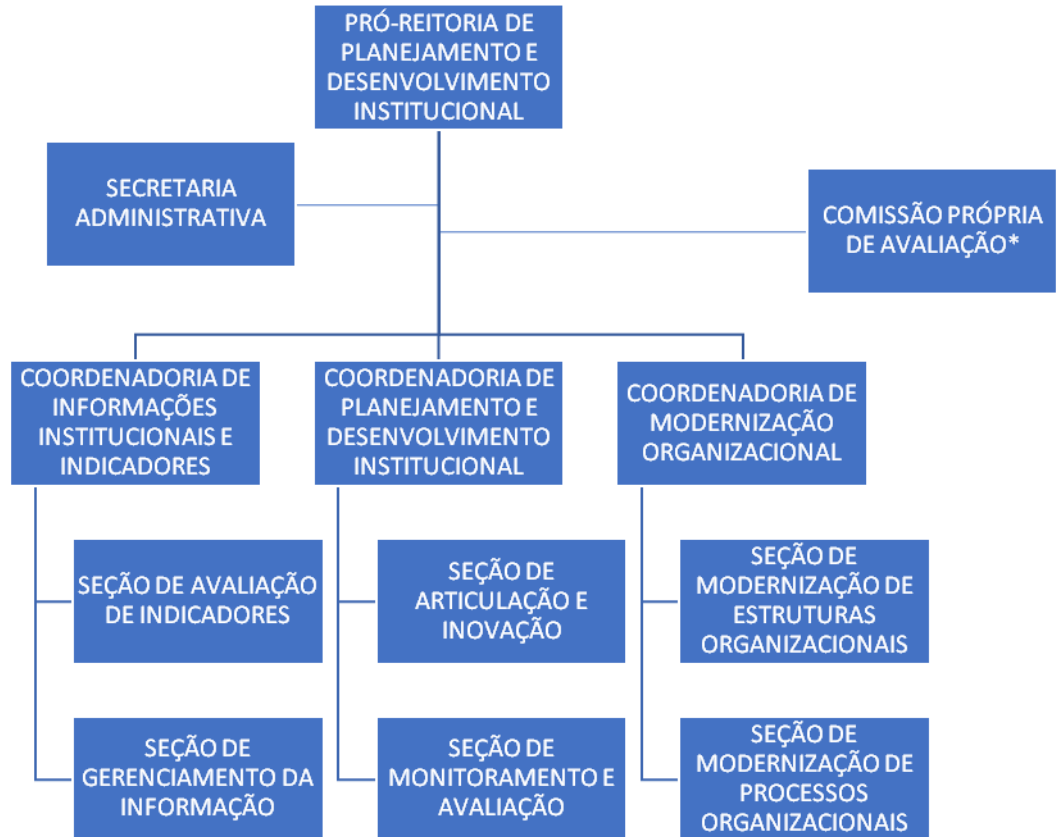 PRÓ-REITORIA DE
PLANEJAMENTO E
DESENVOLVIMENTO
INSTITUCIONAL
SECRETARIA
ADMINISTRATIVA
COMISSÃO PRÓPRIA
DE AVALIAÇÃO*
COORDENADORIA DE
INFORMAÇÕES
INSTITUCIONAIS E
INDICADORES
COORDENADORIA DE
PLANEJAMENTO E
DESENVOLVIMENTO
INSTITUCIONAL
COORDENADORIA DE
MODERNIZAÇÃO
ORGANIZACIONAL
SEÇÃO DE AVALIAÇÃO
DE INDICADORES
SEÇÃO DE
ARTICULAÇÃO E
INOVAÇÃO
SEÇÃO DE
MODERNIZAÇÃO DE
ESTRUTURAS
ORGANIZACIONAIS
SEÇÃO DE
GERENCIAMENTO DA
INFORMAÇÃO
SEÇÃO DE
MONITORAMENTO E
AVALIAÇÃO
SEÇÃO DE
MODERNIZAÇÃO DE
PROCESSOS
ORGANIZACIONAIS